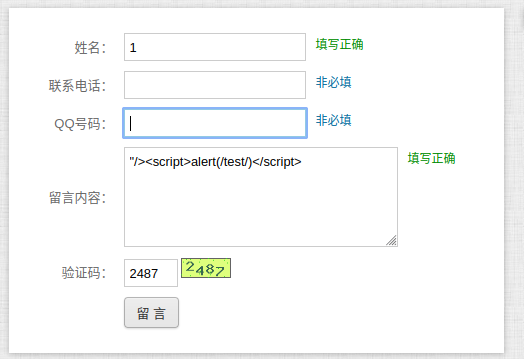 姓名： 1 填写正确
联系电话： 非必填
QQ号码： 非必填
留言内容： "/><script>alert(/test/)</script> 填写正确
验证码： 2487 2487
留 言